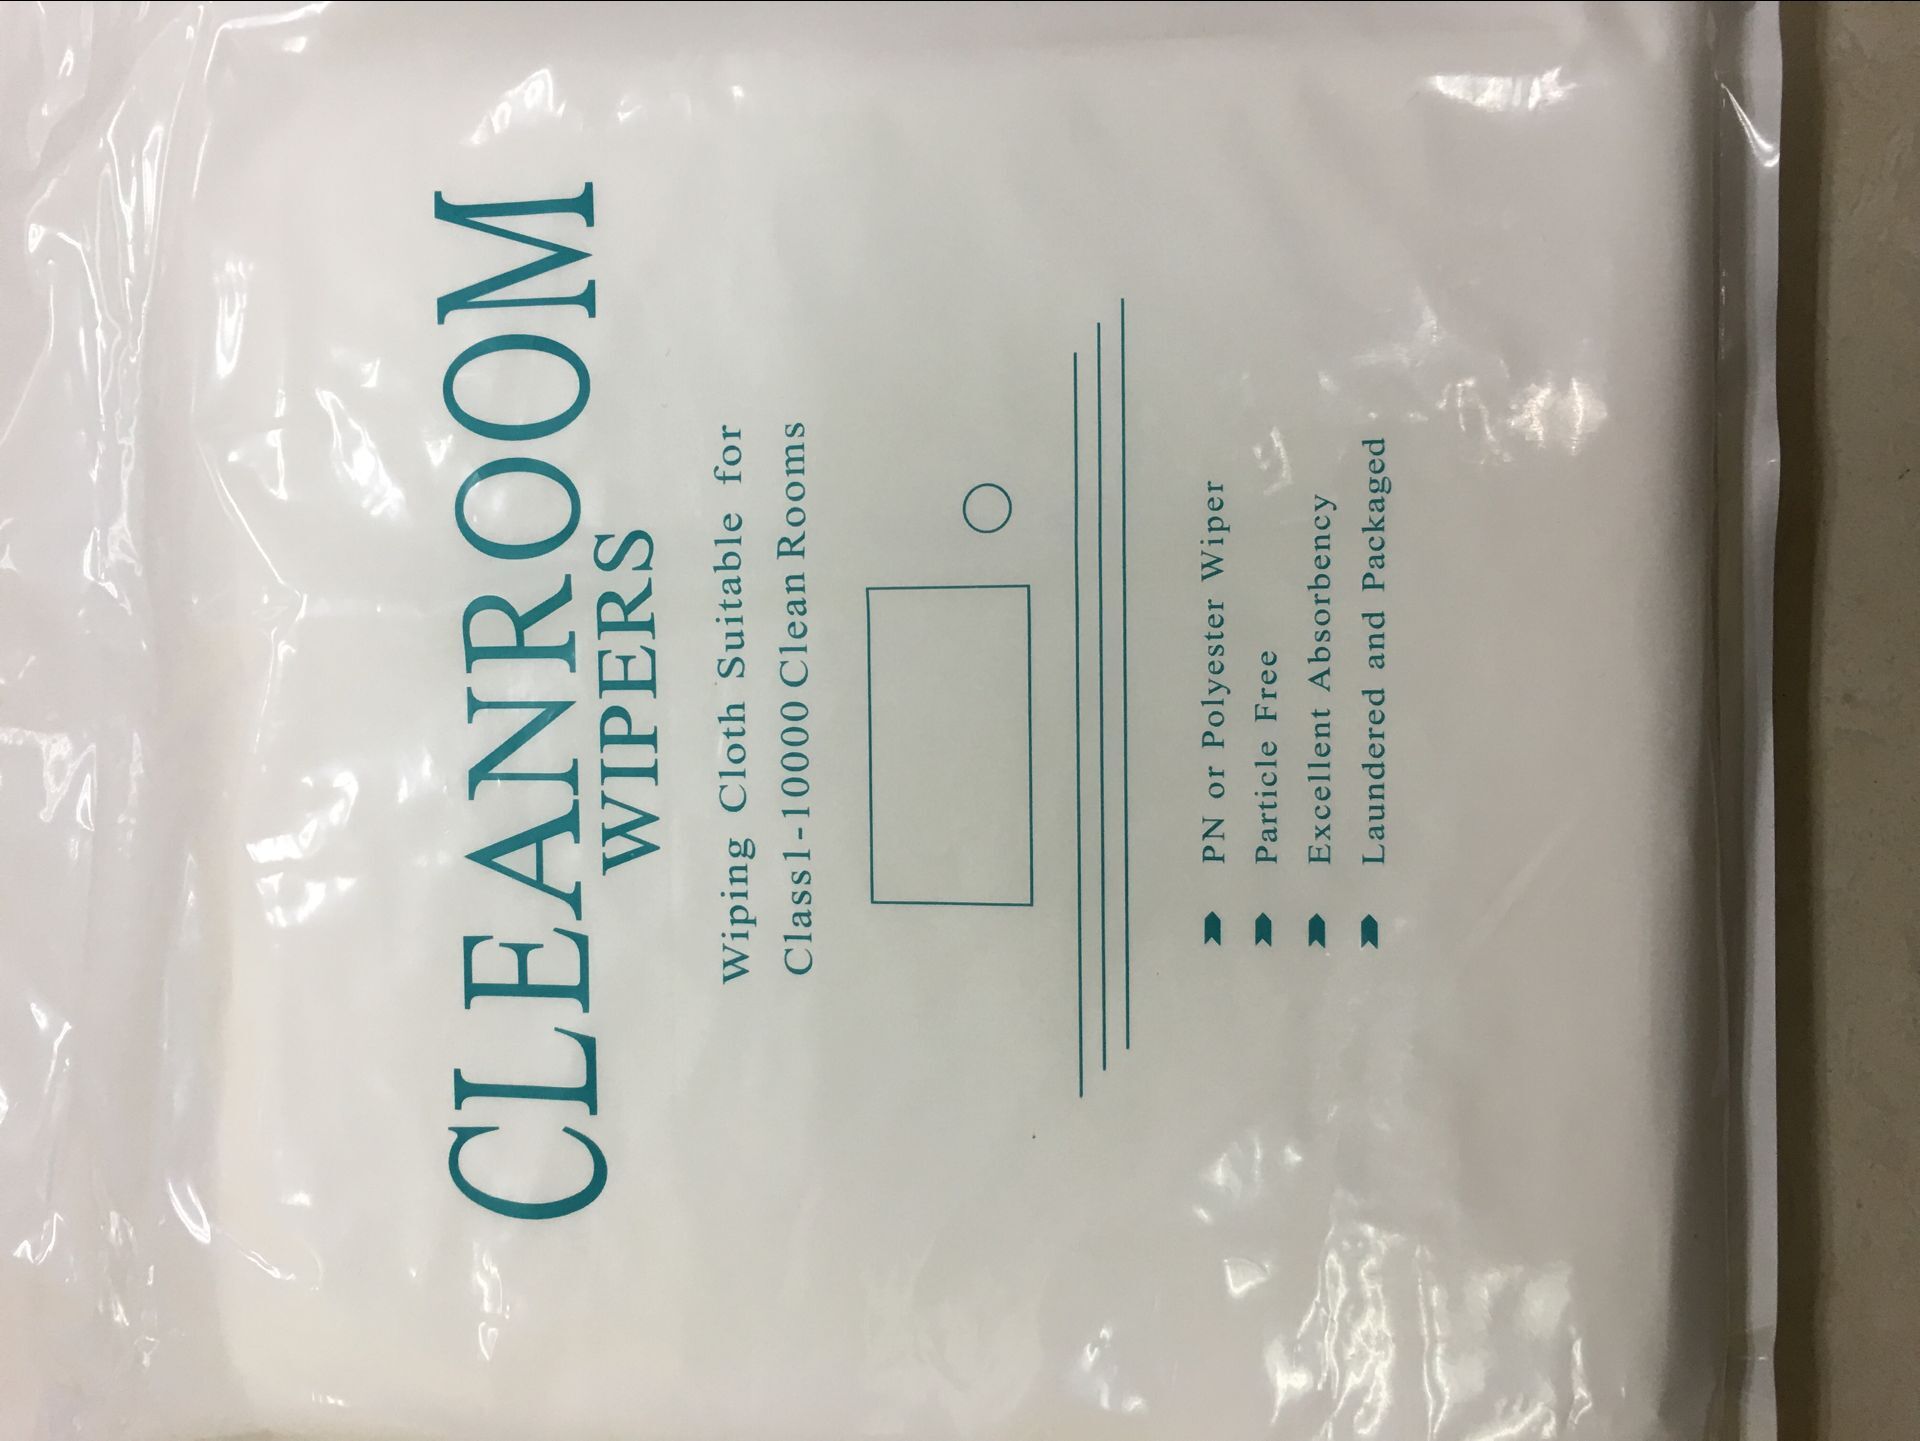 CLEANROOM
WIPERS
Wiping Cloth Suitable for
Class1-10000 Clean Rooms
PN or Polyester Wiper
Particle Free
Excellent Absorbency
Laundered and Packaged